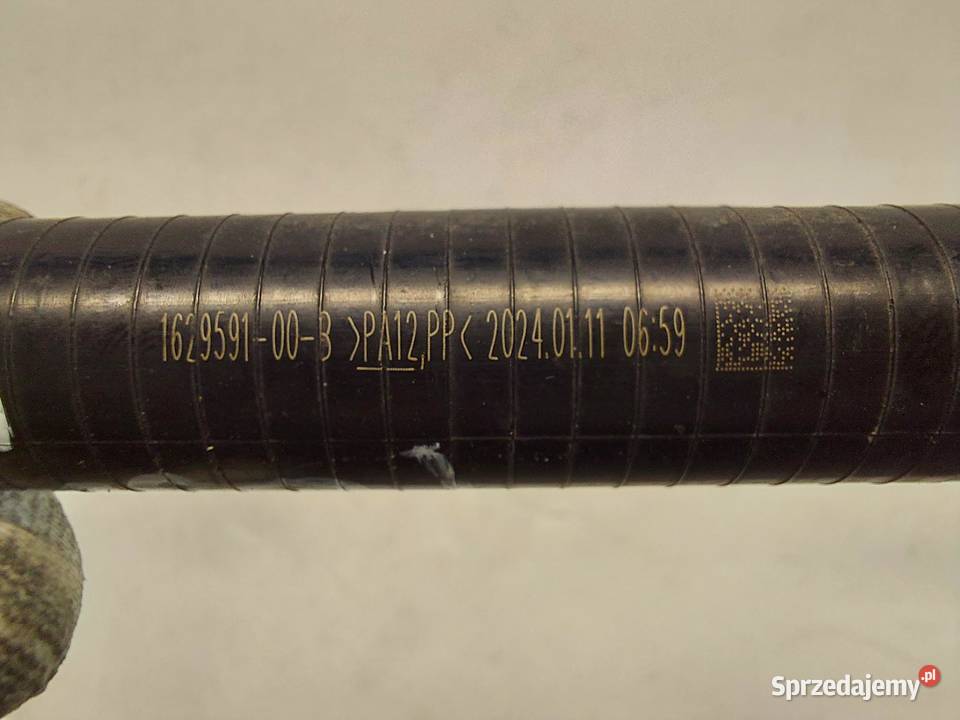 1629591-00-B >PA12,PP< 2024.01.11 06:59
Sprzedajemy.pl